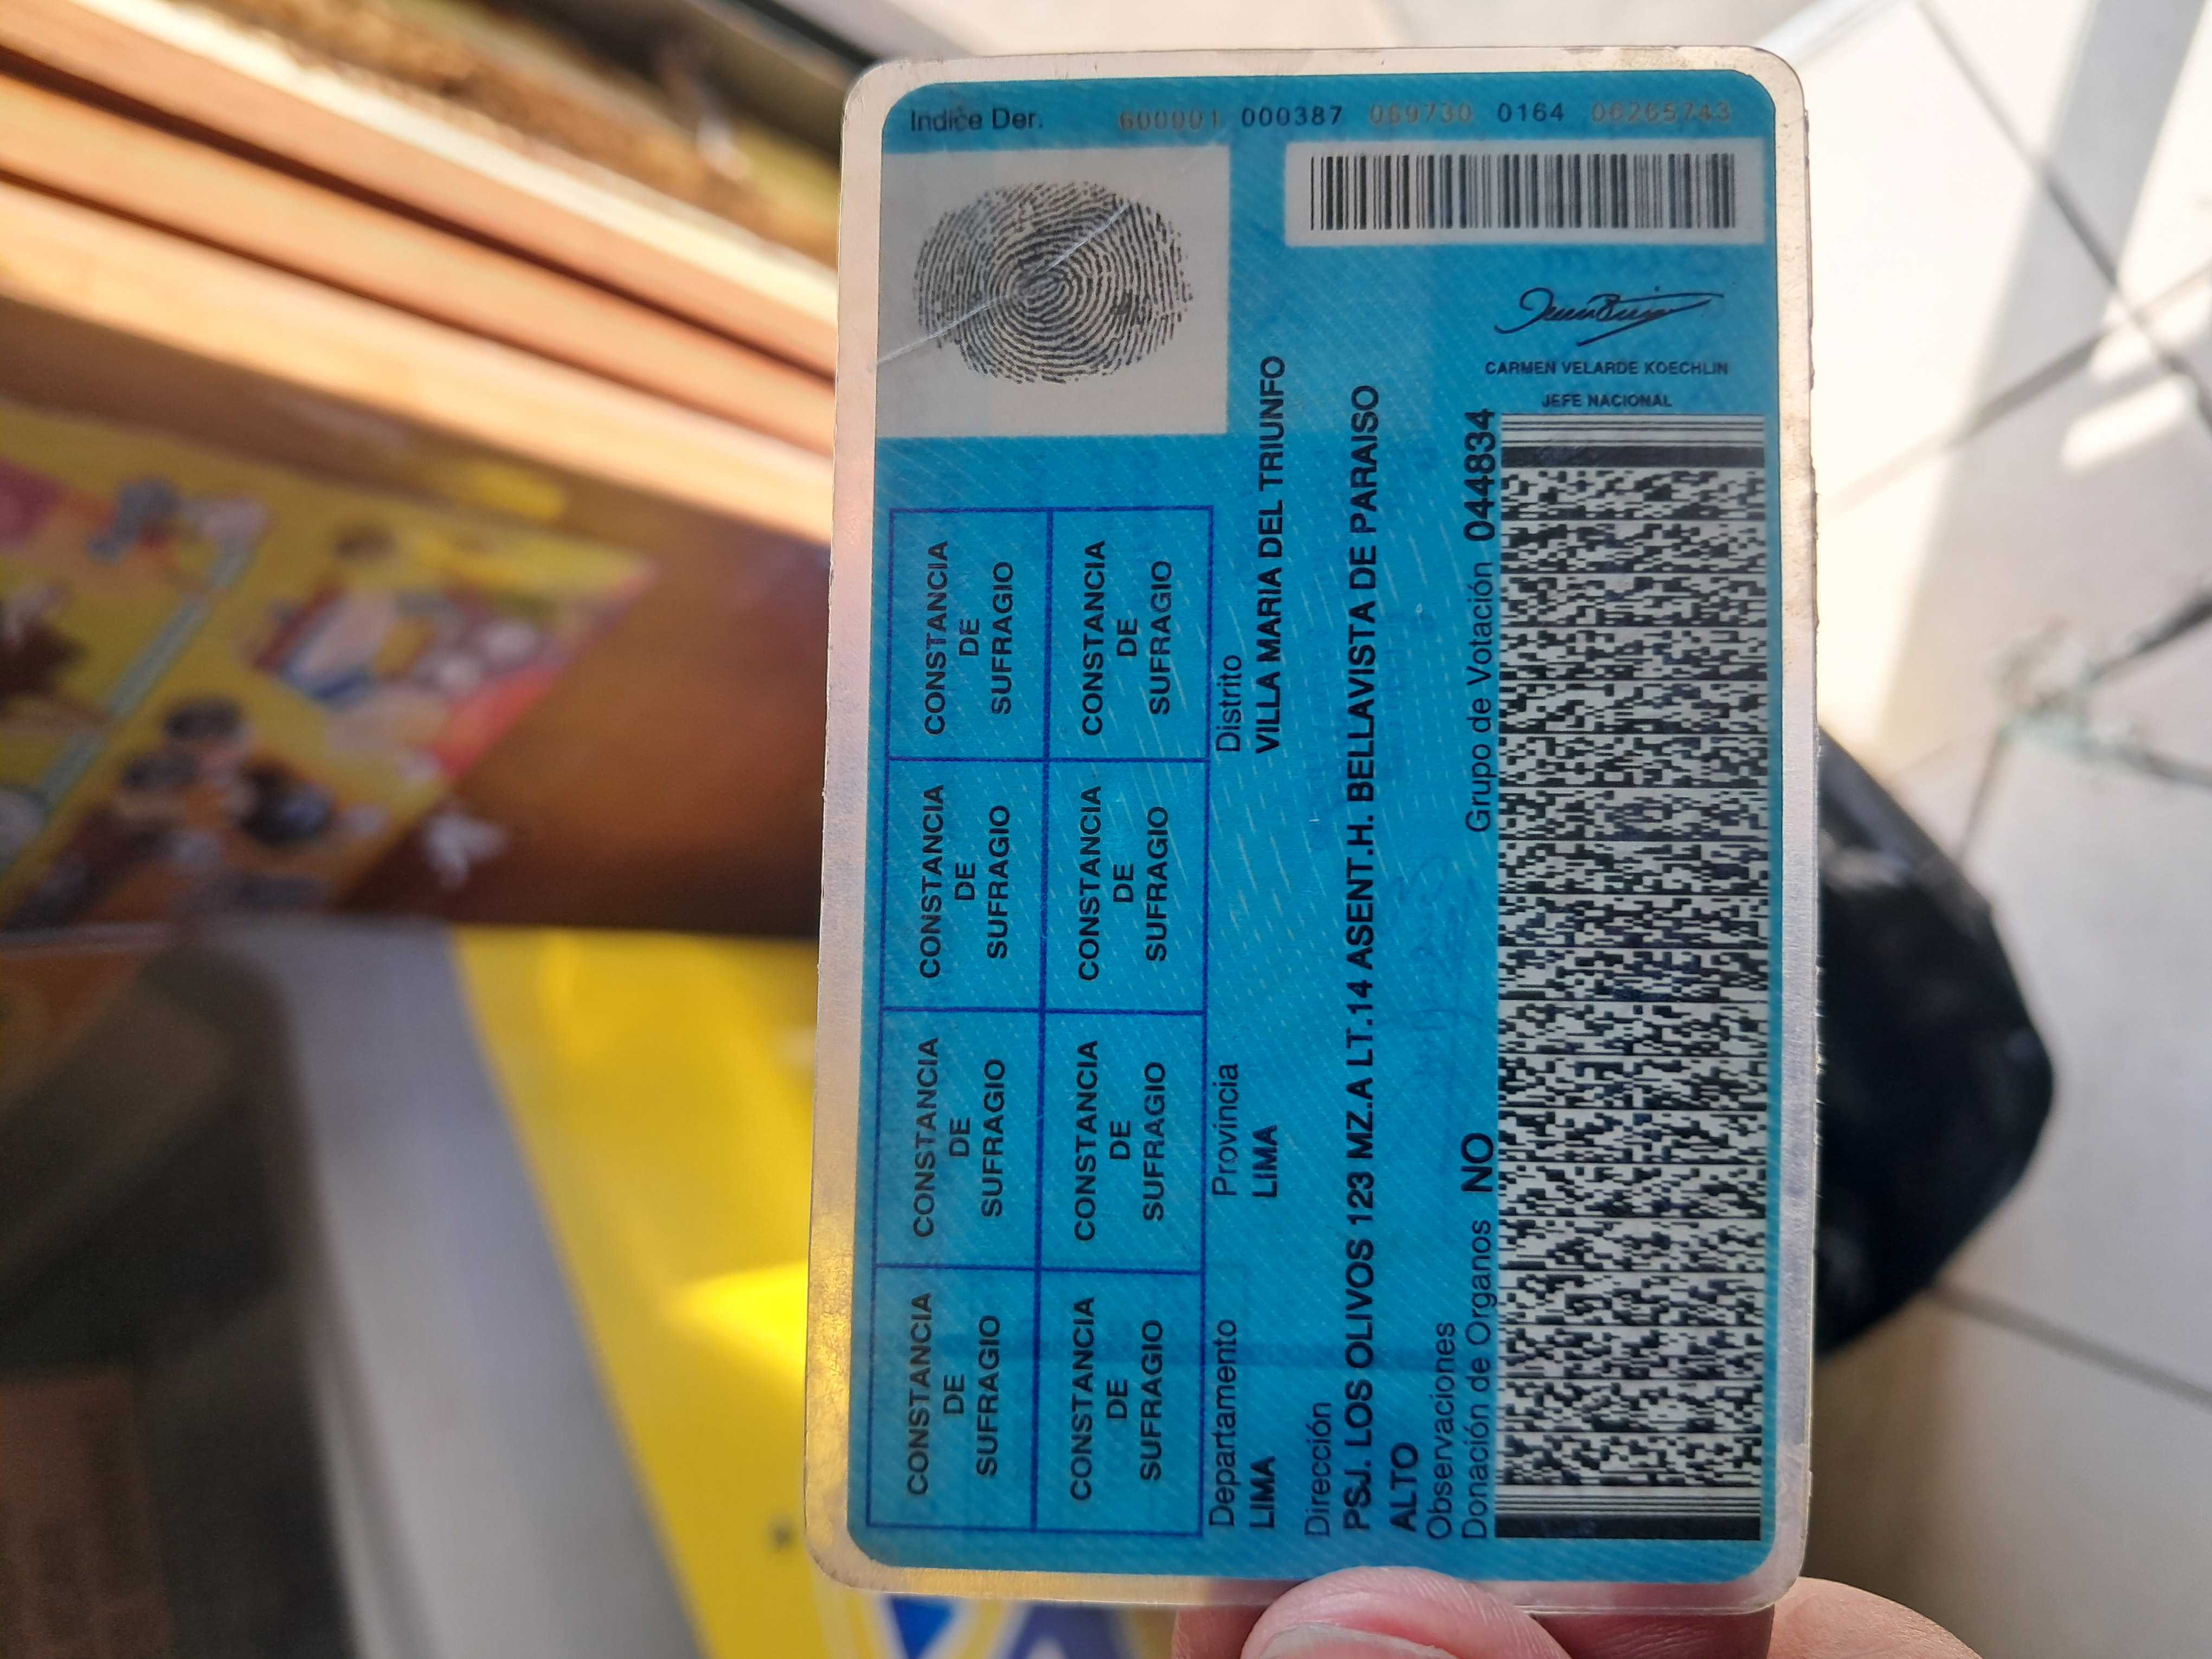 Indice Der. 600001 000387 0164
CONSTANCIA DE SUFRAGIO
CONSTANCIA DE SUFRAGIO
CONSTANCIA DE SUFRAGIO
CONSTANCIA DE SUFRAGIO
CONSTANCIA DE SUFRAGIO
CONSTANCIA DE SUFRAGIO
CONSTANCIA DE SUFRAGIO
CONSTANCIA DE SUFRAGIO
Departamento Provincia Distrito
LIMA LIMA VILLA MARIA DEL TRIUNFO
Dirección
PSJ. LOS OLIVOS 123 MZ.A LT.14 ASENT.H. BELLAVISTA DE PARAISO
ALTO
Observaciones
Donación de Organos NO Grupo de Votación 044834
CARMEN VELARDE KOECHLIN
JEFE NACIONAL